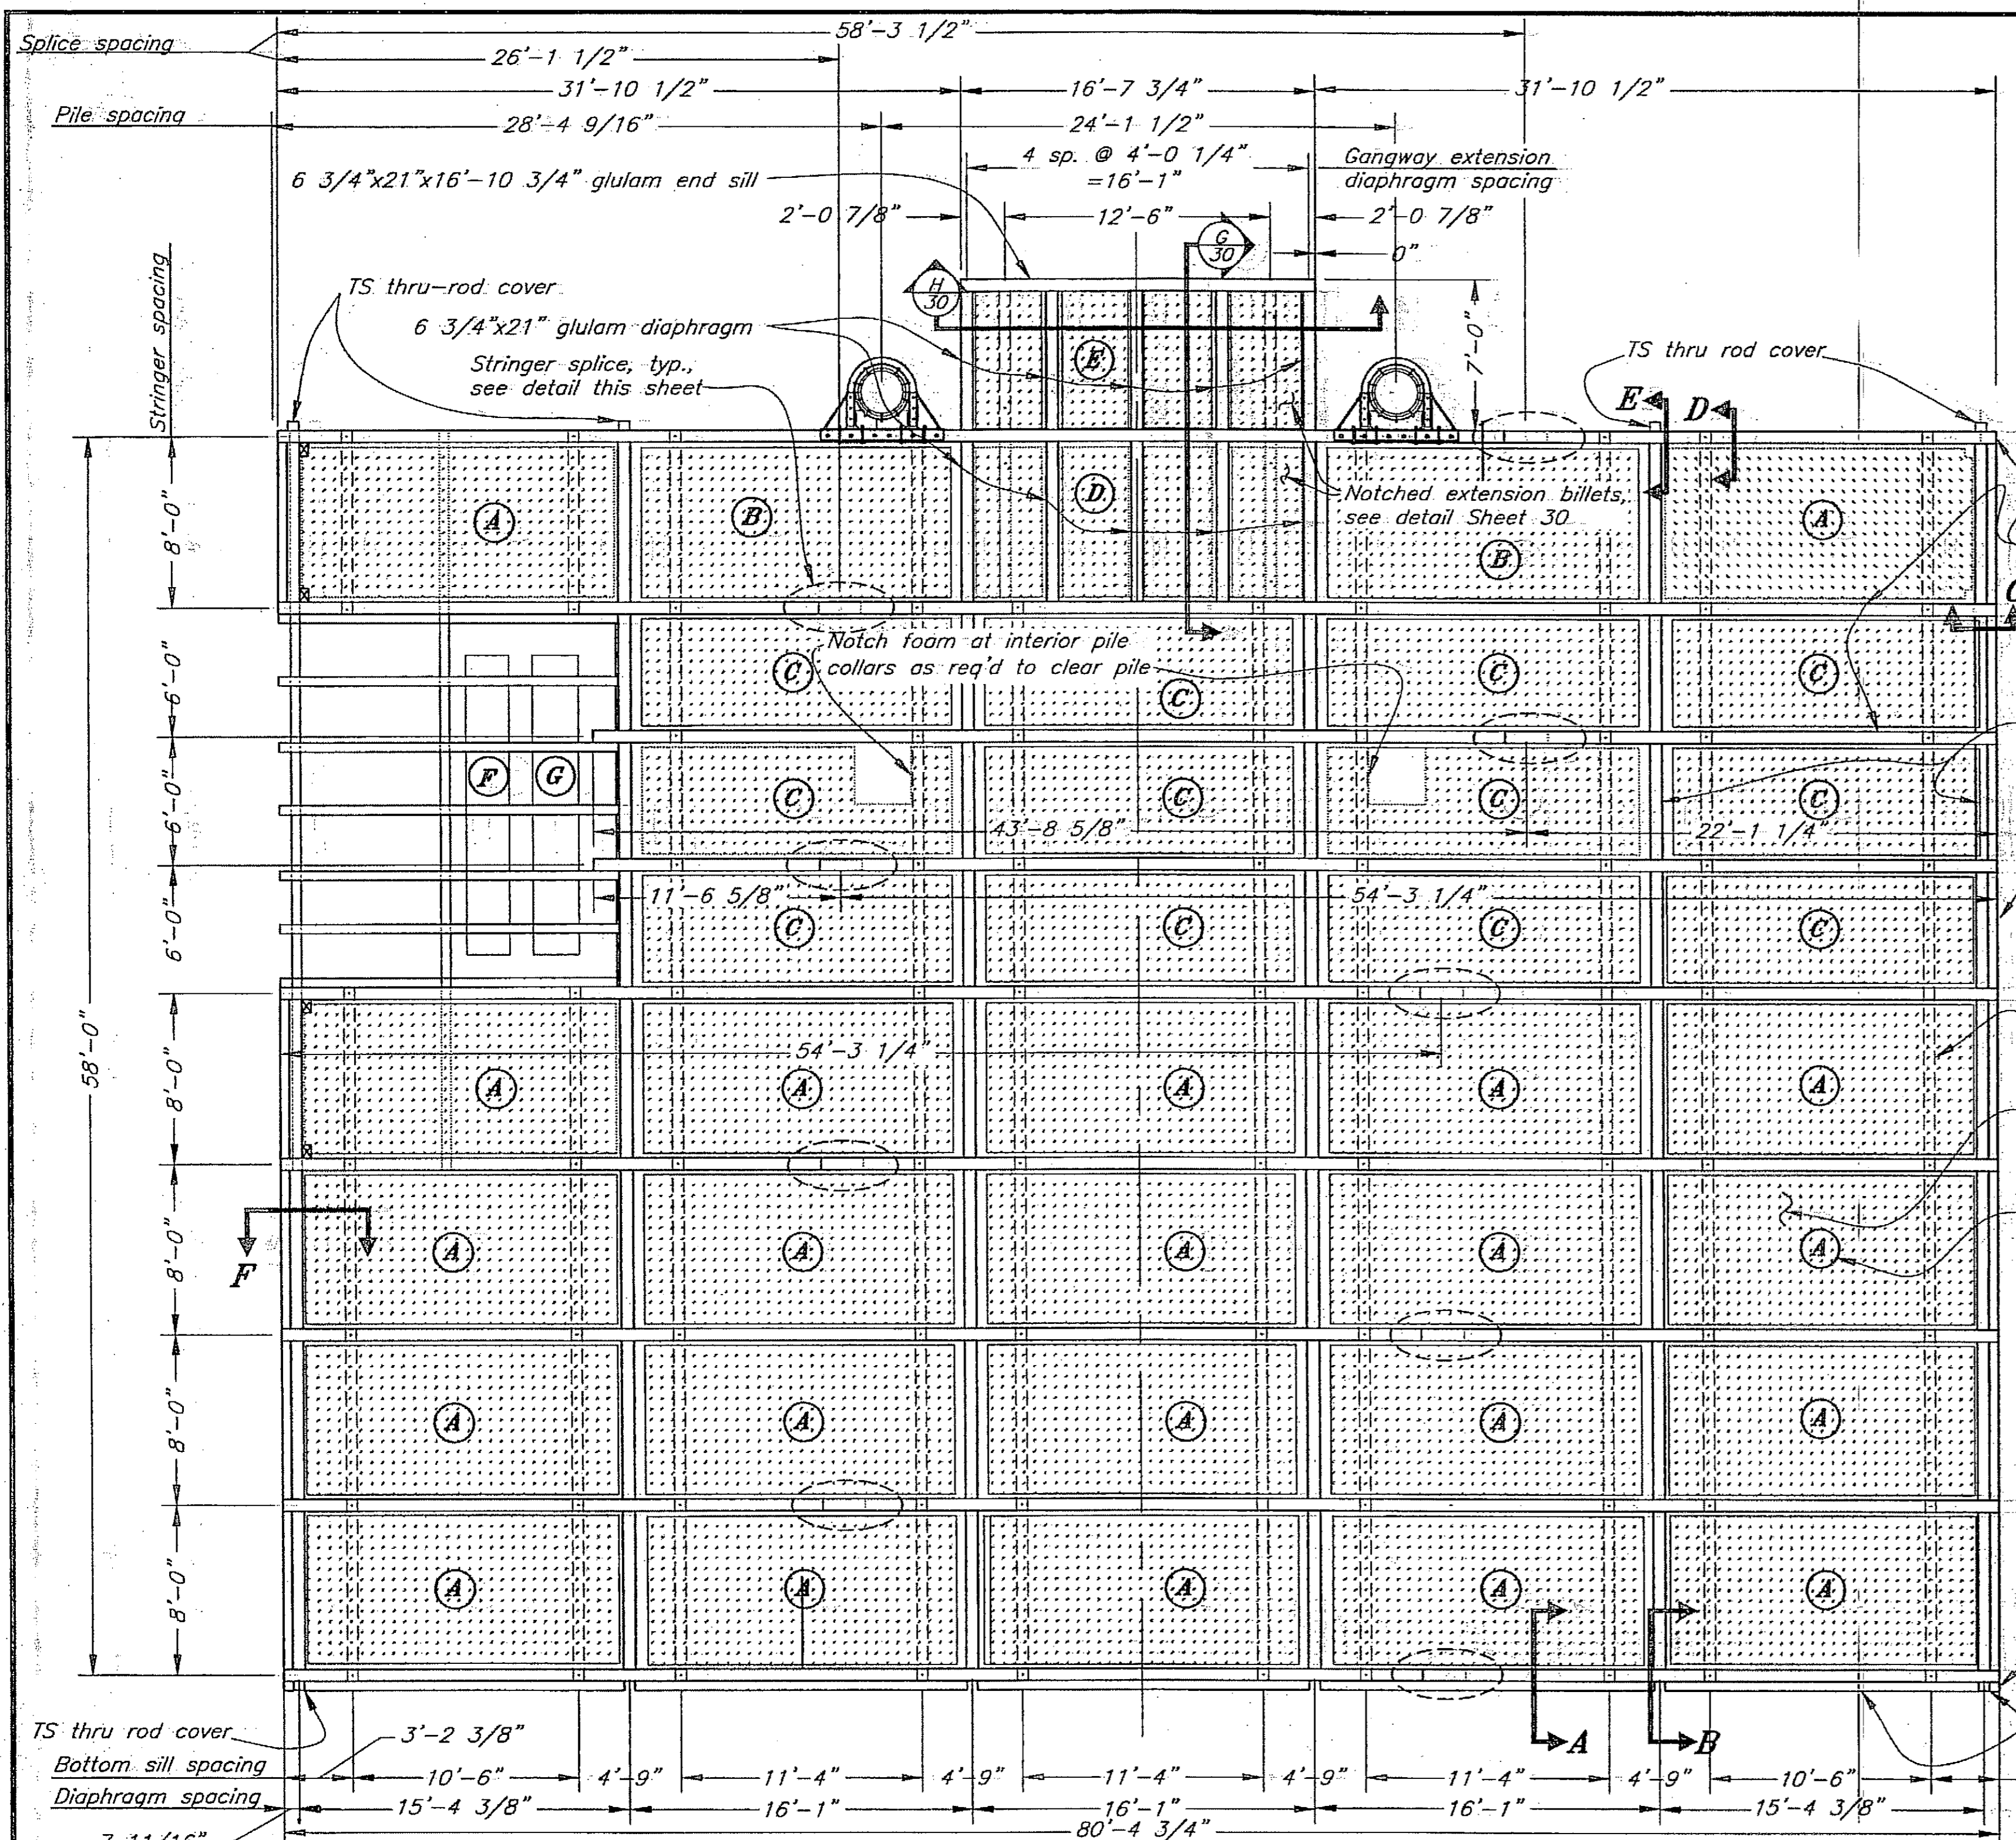 58'-3 1/2"
Splice spacing
26'-1 1/2"
31'-10 1/2"
16'-7 3/4"
31'-10 1/2"
Pile spacing
28'-4 9/16"
24'-1 1/2"
4 sp. @ 4'-0 1/4"
=16'-1"
Gangway extension
diaphragm spacing
6 3/4"x21"x16'-10 3/4" glulam end sill
2'-0 7/8"
12'-6"
2'-0 7/8"
0"
G
30
H
30
Stringer spacing
TS thru-rod cover
6 3/4"x21" glulam diaphragm
Stringer splice, typ.,
see detail this sheet
7'-0"
TS thru rod cover
E
D
E
D
Notched extension billets,
see detail Sheet 30
A
B
B
A
8'-0"
C
Notch foam at interior pile
collars as req'd to clear pile
C
C
C
C
6'-0"
F
G
C
C
C
C
6'-0"
43'-8 5/8"
22'-1 1/4"
11'-6 5/8"
54'-3 1/4"
C
C
C
C
6'-0"
58'-0"
54'-3 1/4"
A
A
A
A
A
8'-0"
F
A
A
A
A
A
8'-0"
A
A
A
A
A
8'-0"
A
A
A
A
A
8'-0"
TS thru rod cover
3'-2 3/8"
A
B
Bottom sill spacing
10'-6"
4'-9"
11'-4"
4'-9"
11'-4"
4'-9"
11'-4"
4'-9"
10'-6"
Diaphragm spacing
15'-4 3/8"
16'-1"
16'-1"
16'-1"
15'-4 3/8"
7 11/16"
80'-4 3/4"